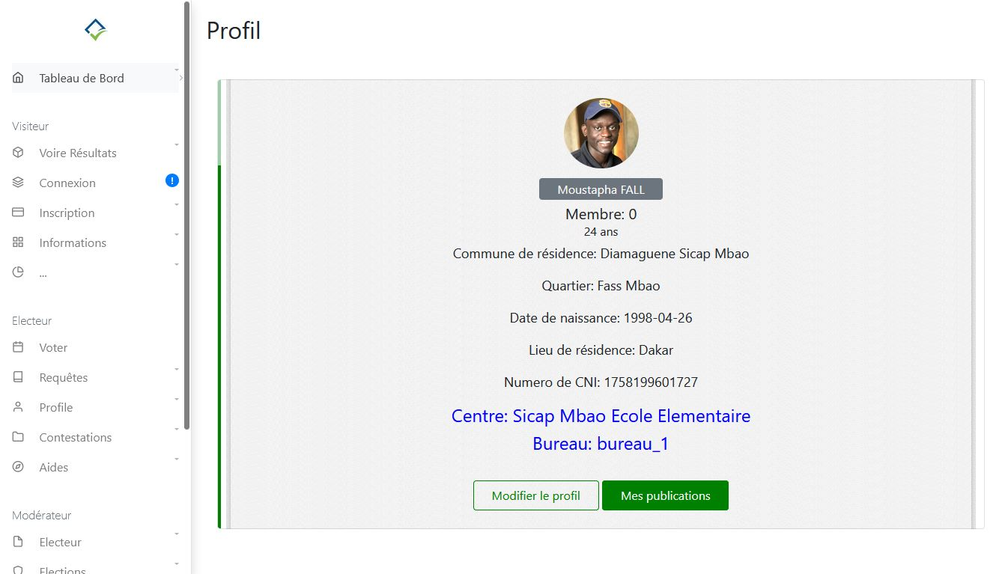 Profil
Tableau de Bord
Visiteur
Voire Résultats
Connexion
!
Inscription
Informations
...
Electeur
Voter
Requêtes
Profile
Contestations
Aides
Modérateur
Electeur
Elections
Moustapha FALL
Membre: 0
24 ans
Commune de résidence: Diamaguene Sicap Mbao
Quartier: Fass Mbao
Date de naissance: 1998-04-26
Lieu de résidence: Dakar
Numero de CNI: 1758199601727
Centre: Sicap Mbao Ecole Elementaire
Bureau: bureau_1
Modifier le profil
Mes publications